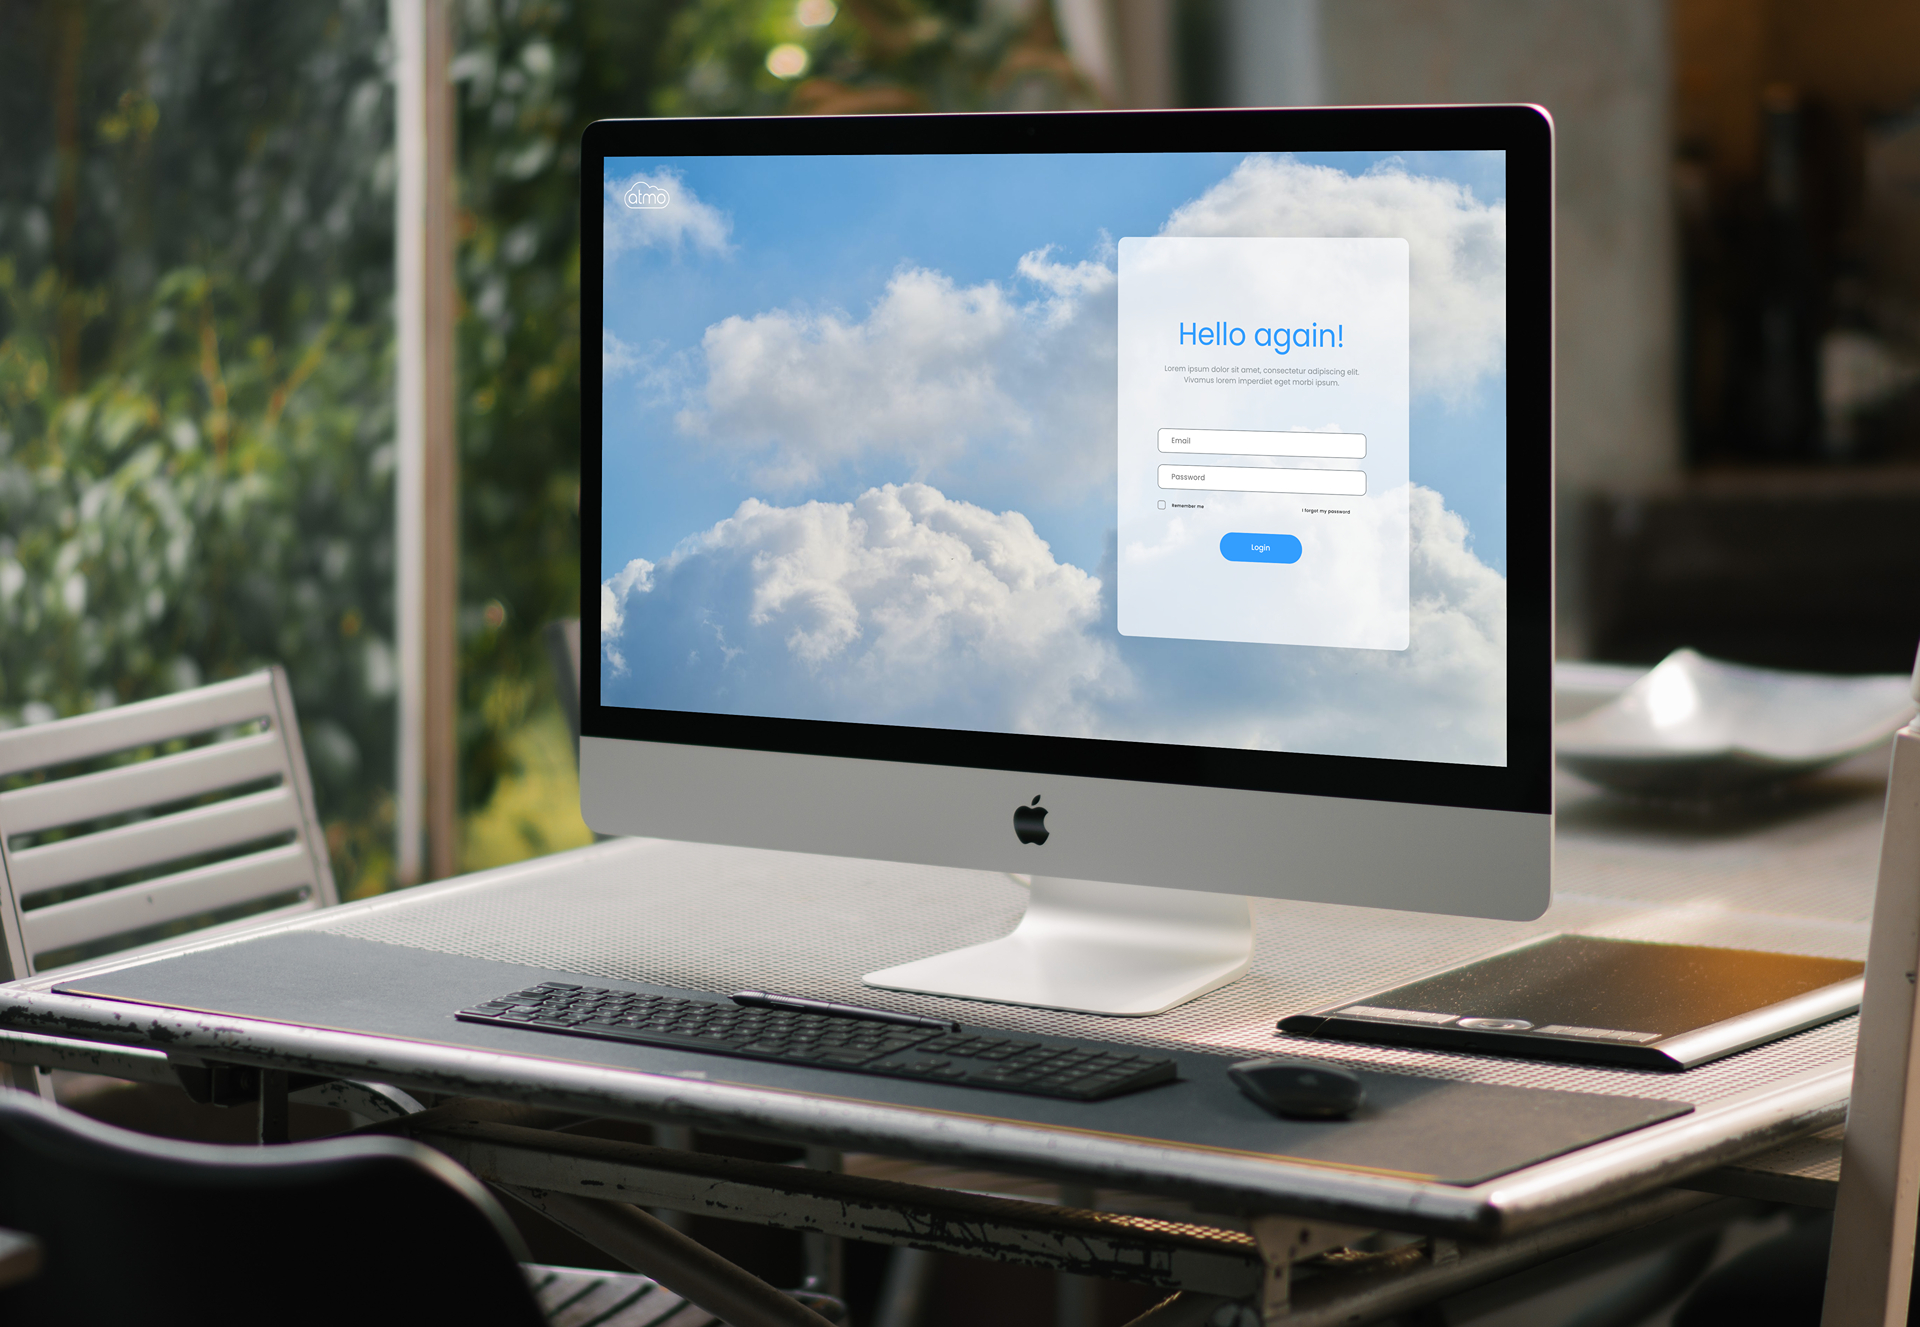 atmo
Hello again!
Lorem ipsum dolor sit amet, consectetur adipiscing elit.
Vivamus lorem imperdiet eget morbi ipsum.
Email
Password
Remember me
I forgot my password
Login